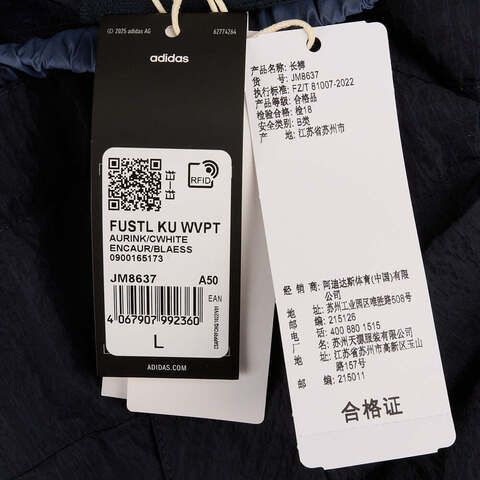 © 2025 adidas AG
62774264
adidas
RFID
FUSTL KU WVPT
AURINK/CWHITE
ENCAUR/BLAESS
0900165173
JM8637 A50
EAN
4 067907 992360
L
ADIDAS.COM
产品名称: 长裤
货 号: JM8637
执行标准: FZ/T 81007-2022
产品等级: 合格品
检验合格: 检18
安全类别: B类
产 地: 江苏省苏州市
经 销 商: 阿迪达斯体育(中国)有限
公司
地 址: 苏州工业园区唯胜路508号
邮 编: 215126
电 话: 400 880 1515
厂 名:
地 址: 江苏省苏州市高新区玉山
路157号
邮 编: 215011
合格证